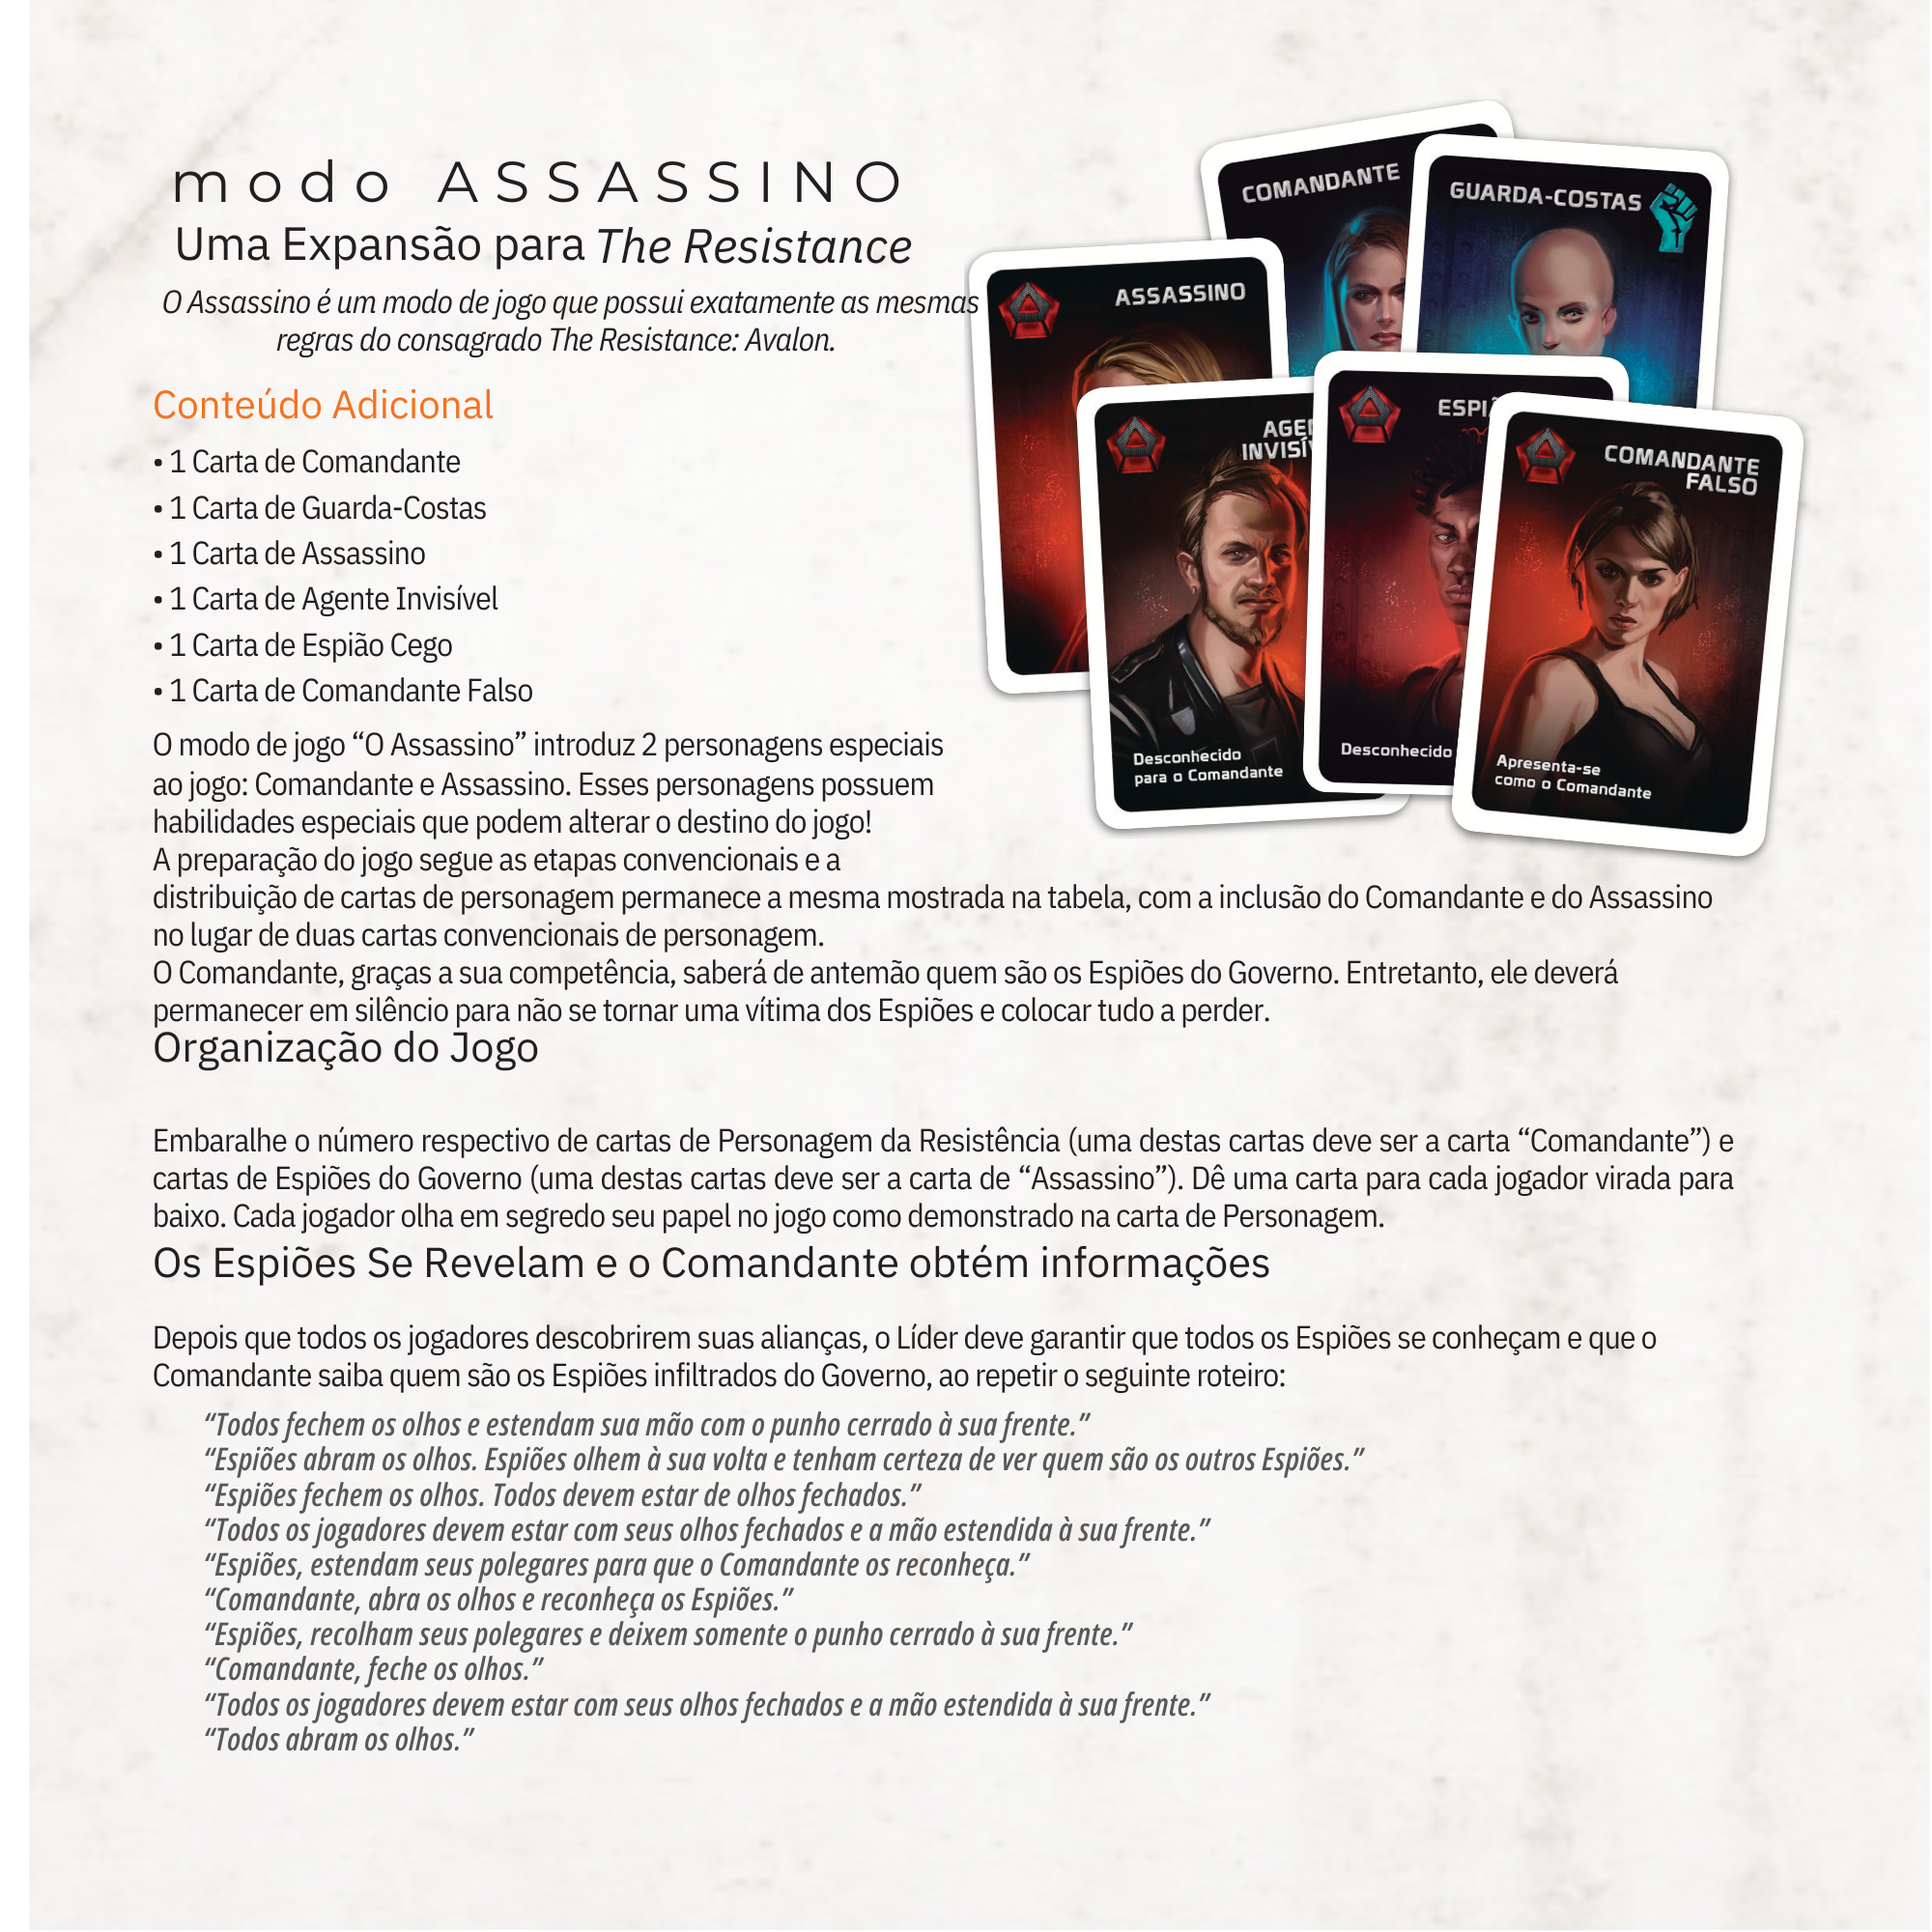 modo ASSASSINO
Uma Expansão para The Resistance
O Assassino é um modo de jogo que possui exatamente as mesmas
regras do consagrado The Resistance: Avalon.
Conteúdo Adicional
• 1 Carta de Comandante
• 1 Carta de Guarda-Costas
• 1 Carta de Assassino
• 1 Carta de Agente Invisível
• 1 Carta de Espião Cego
• 1 Carta de Comandante Falso
COMANDANTE
GUARDA-COSTAS
ASSASSINO
AGEN
INVISÍV
Desconhecido
para o Comandante
ESPIÃ
Desconhecido
COMANDANTE
FALSO
Apresenta-se
como o Comandante
O modo de jogo “O Assassino” introduz 2 personagens especiais
ao jogo: Comandante e Assassino. Esses personagens possuem
habilidades especiais que podem alterar o destino do jogo!
A preparação do jogo segue as etapas convencionais e a
distribuição de cartas de personagem permanece a mesma mostrada na tabela, com a inclusão do Comandante e do Assassino
no lugar de duas cartas convencionais de personagem.
O Comandante, graças a sua competência, saberá de antemão quem são os Espiões do Governo. Entretanto, ele deverá
permanecer em silêncio para não se tornar uma vítima dos Espiões e colocar tudo a perder.
Organização do Jogo
Embaralhe o número respectivo de cartas de Personagem da Resistência (uma destas cartas deve ser a carta “Comandante”) e
cartas de Espiões do Governo (uma destas cartas deve ser a carta de “Assassino”). Dê uma carta para cada jogador virada para
baixo. Cada jogador olha em segredo seu papel no jogo como demonstrado na carta de Personagem.
Os Espiões Se Revelam e o Comandante obtém informações
Depois que todos os jogadores descobrirem suas alianças, o Líder deve garantir que todos os Espiões se conheçam e que o
Comandante saiba quem são os Espiões infiltrados do Governo, ao repetir o seguinte roteiro:
“Todos fechem os olhos e estendam sua mão com o punho cerrado à sua frente.”
“Espiões abram os olhos. Espiões olhem à sua volta e tenham certeza de ver quem são os outros Espiões.”
“Espiões fechem os olhos. Todos devem estar de olhos fechados.”
“Todos os jogadores devem estar com seus olhos fechados e a mão estendida à sua frente.”
“Espiões, estendam seus polegares para que o Comandante os reconheça.”
“Comandante, abra os olhos e reconheça os Espiões.”
“Espiões, recolham seus polegares e deixem somente o punho cerrado à sua frente.”
“Comandante, feche os olhos.”
“Todos os jogadores devem estar com seus olhos fechados e a mão estendida à sua frente.”
“Todos abram os olhos.”